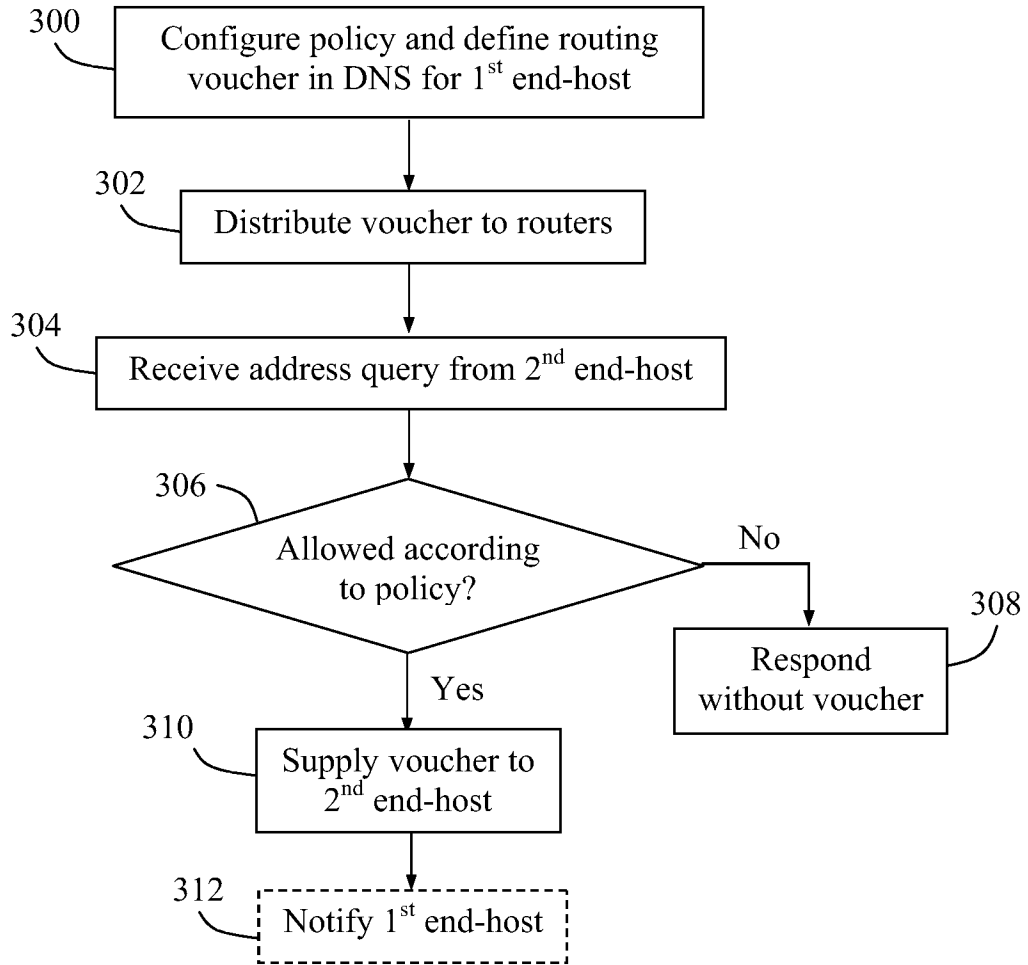 300
Configure policy and define routing
voucher in DNS for 1st end-host
302
Distribute voucher to routers
304
Receive address query from 2nd end-host
306
Allowed according
to policy?
No
308
Respond
without voucher
Yes
310
Supply voucher to
2nd end-host
312
Notify 1st end-host